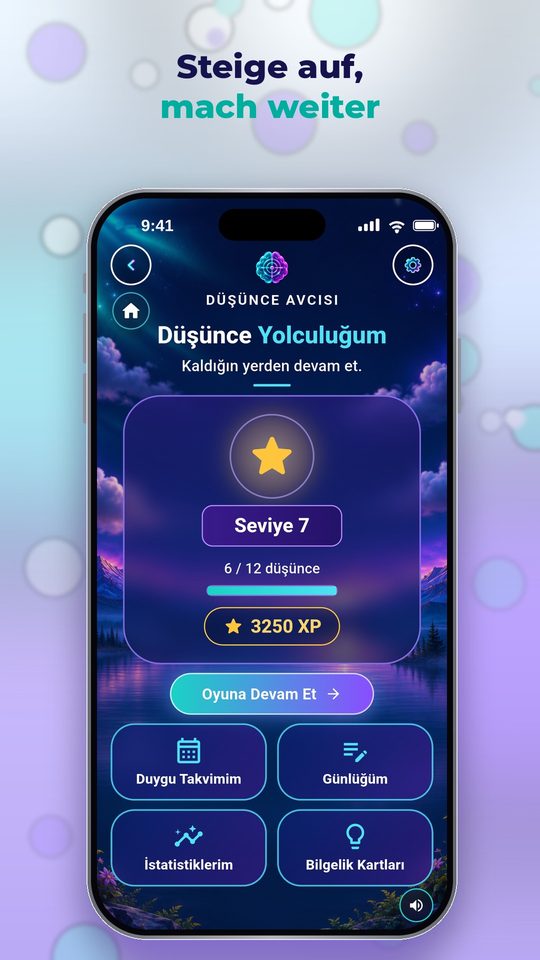 Steige auf,
mach weiter
9:41
DÜŞÜNCE AVCISI
Düşünce Yolculuğum
Kaldığın yerden devam et.
Seviye 7
6 / 12 düşünce
3250 XP
Oyuna Devam Et →
Duygu Takvimim
Günlüğüm
İstatistiklerim
Bilgelik Kartları